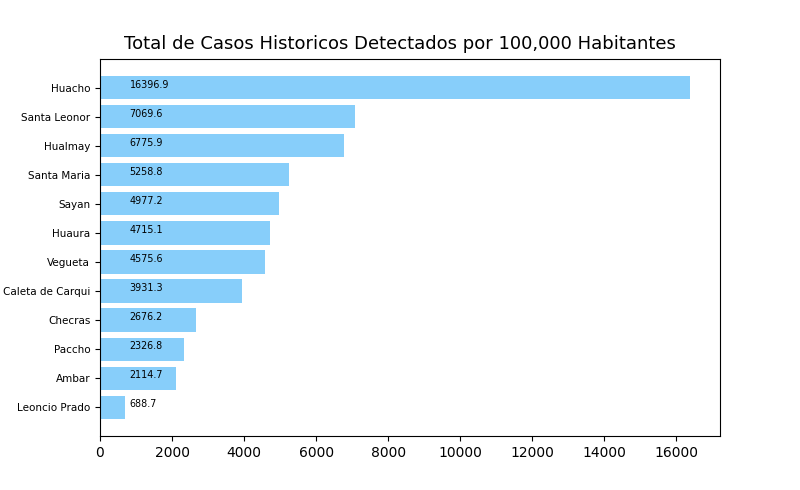 Total de Casos Historicos Detectados por 100,000 Habitantes
Huacho 16396.9
Santa Leonor 7069.6
Hualmay 6775.9
Santa Maria 5258.8
Sayan 4977.2
Huaura 4715.1
Vegueta 4575.6
Caleta de Carqui 3931.3
Checras 2676.2
Paccho 2326.8
Ambar 2114.7
Leoncio Prado 688.7
0 2000 4000 6000 8000 10000 12000 14000 16000